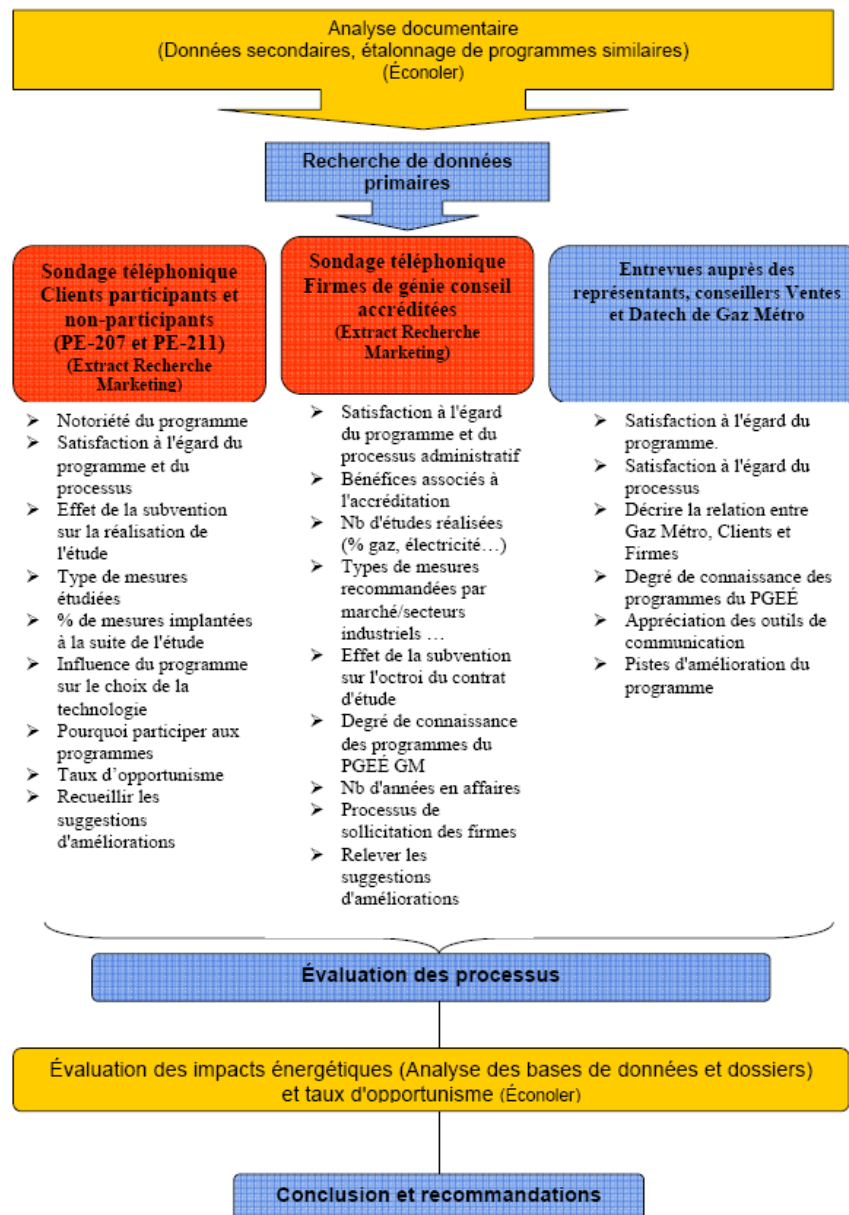 Analyse documentaire
(Données secondaires, étalonnage de programmes similaires)
(Éconoler)
Recherche de données
primaires
Sondage téléphonique
Clients participants et
non-participants
(PE-207 et PE-211)
(Extract Recherche
Marketing)
➢ Notoriété du programme
➢ Satisfaction à l'égard du
programme et du
processus
➢ Effet de la subvention
sur la réalisation de
l'étude
➢ Type de mesures
étudiées
➢ % de mesures implantées
à la suite de l'étude
➢ Influence du programme
sur le choix de la
technologie
➢ Pourquoi participer aux
programmes
➢ Taux d’opportunisme
➢ Recueillir les
suggestions
d'améliorations
Sondage téléphonique
Firmes de génie conseil
accréditées
(Extract Recherche
Marketing)
➢ Satisfaction à l'égard
du programme et du
processus administratif
➢ Bénéfices associés à
l'accréditation
➢ Nb d'études réalisées
(% gaz, électricité…)
➢ Types de mesures
recommandées par
marché/secteurs
industriels …
➢ Effet de la subvention
sur l'octroi du contrat
d'étude
➢ Degré de connaissance
des programmes du
PGEÉ GM
➢ Nb d'années en affaires
➢ Processus de
sollicitation des firmes
➢ Relever les
suggestions
d'améliorations
Entrevues auprès des
représentants, conseillers Ventes
et Datech de Gaz Métro
➢ Satisfaction à l'égard du
programme.
➢ Satisfaction à l'égard du
processus
➢ Décrire la relation entre
Gaz Métro, Clients et
Firmes
➢ Degré de connaissance des
programmes du PGEÉ
➢ Appréciation des outils de
communication
➢ Pistes d'amélioration du
programme
Évaluation des processus
Évaluation des impacts énergétiques (Analyse des bases de données et dossiers)
et taux d'opportunisme (Éconoler)
Conclusion et recommandations